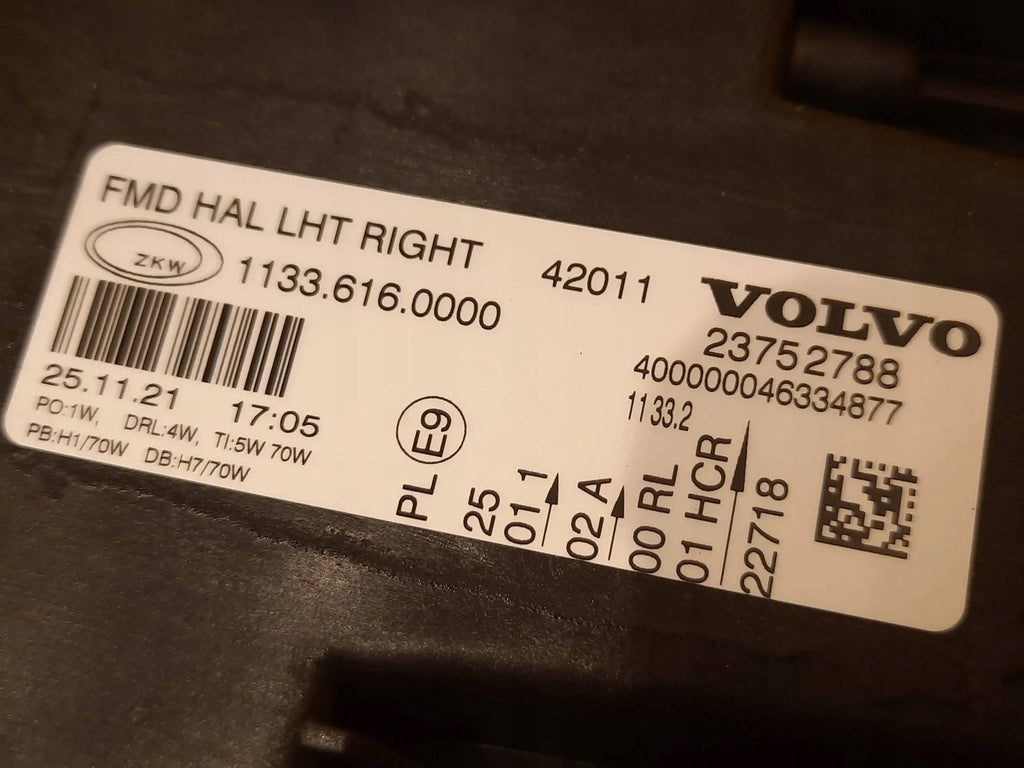 FMD HAL LHT RIGHT
ZKW
1133.616.0000
42011
VOLVO
23752788
400000046334877
1133.2
25.11.21 17:05
PO:1W, DRL:4W, TI:5W 70W
PB:H1/70W DB:H7/70W
E9
PL
25
01 1
02 A
00 RL
01 HCR
22718